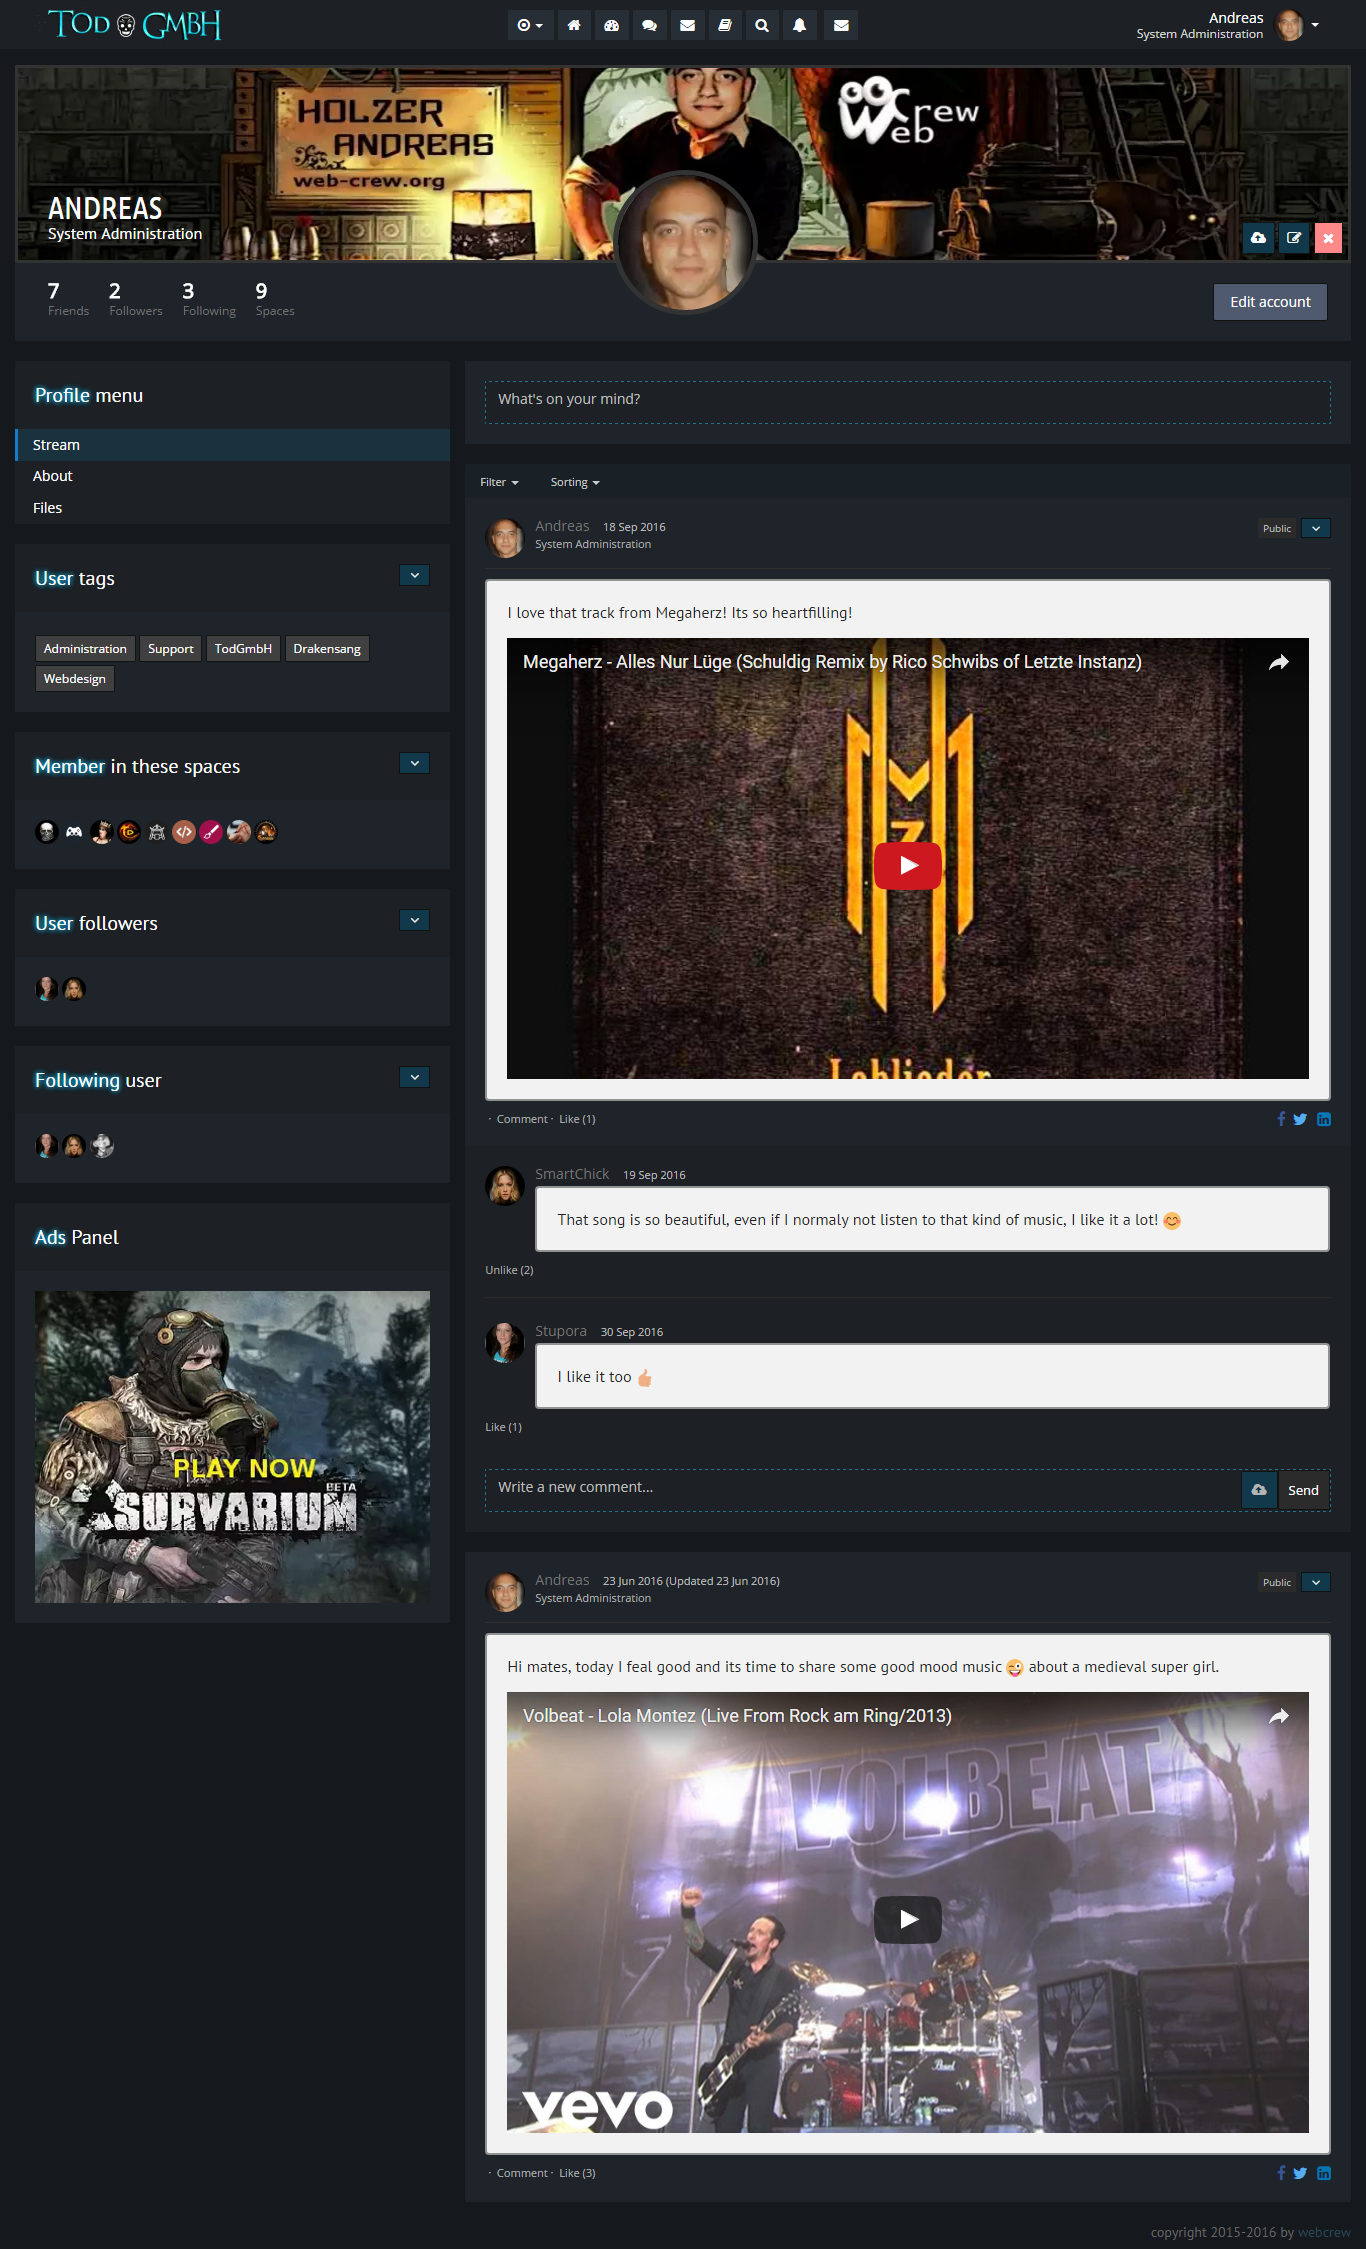 TOD GMBH
Andreas
System Administration
HOLZER
ANDREAS
web-crew.org
Crew
Web
ANDREAS
System Administration
7 2 3 9
Friends Followers Following Spaces
Edit account
Profile menu
Stream
About
Files
User tags
Administration Support TodGmbH Drakensang
Webdesign
Member in these spaces
User followers
Following user
Ads Panel
PLAY NOW
BETA
SURVARIUM
What's on your mind?
Filter Sorting
Andreas 18 Sep 2016
System Administration
Public
I love that track from Megaherz! Its so heartfilling!
Megaherz - Alles Nur Lüge (Schuldig Remix by Rico Schwibs of Letzte Instanz)
· Comment · Like (1)
SmartChick 19 Sep 2016
That song is so beautiful, even if I normaly not listen to that kind of music, I like it a lot! 😊
Unlike (2)
Stupora 30 Sep 2016
I like it too 👍
Like (1)
Write a new comment...
Send
Andreas 23 Jun 2016 (Updated 23 Jun 2016)
System Administration
Public
Hi mates, today I feal good and its time to share some good mood music 😜 about a medieval super girl.
Volbeat - Lola Montez (Live From Rock am Ring/2013)
VOLBEAT
Pearl
vevo
· Comment · Like (3)
copyright 2015-2016 by webcrew